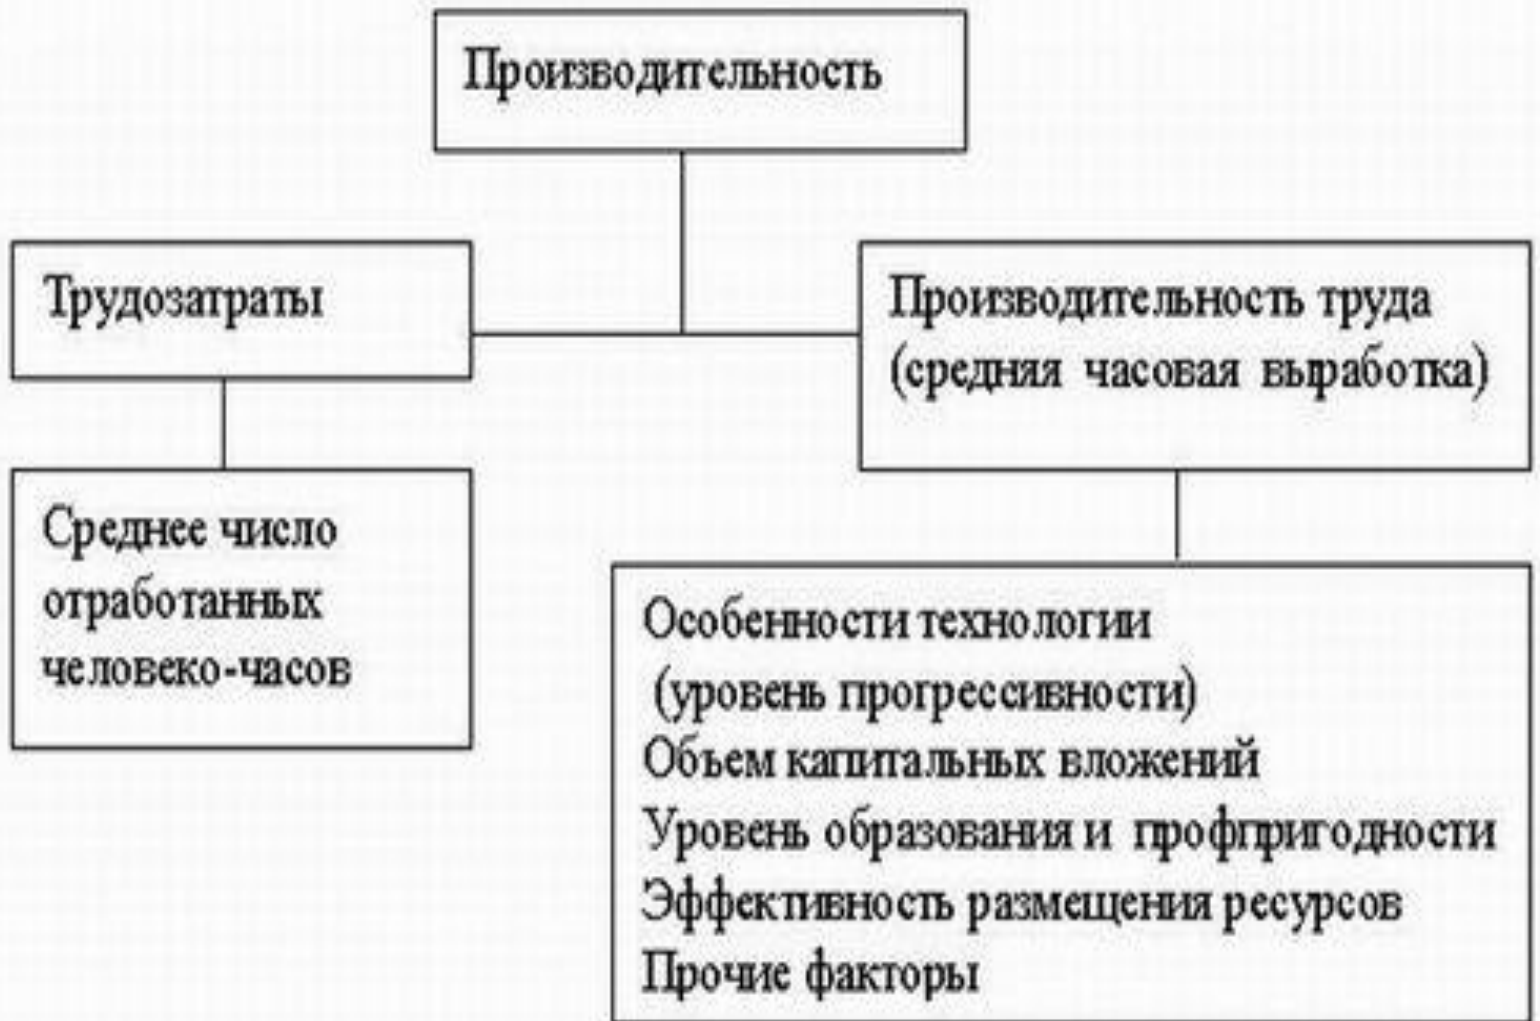 Производительность
Трудозатраты
Производительность труда
(средняя часовая выработка)
Среднее число
отработанных
человеко-часов
Особенности технологии
(уровень прогрессивности)
Объем капитальных вложений
Уровень образования и профпригодности
Эффективность размещения ресурсов
Прочие факторы